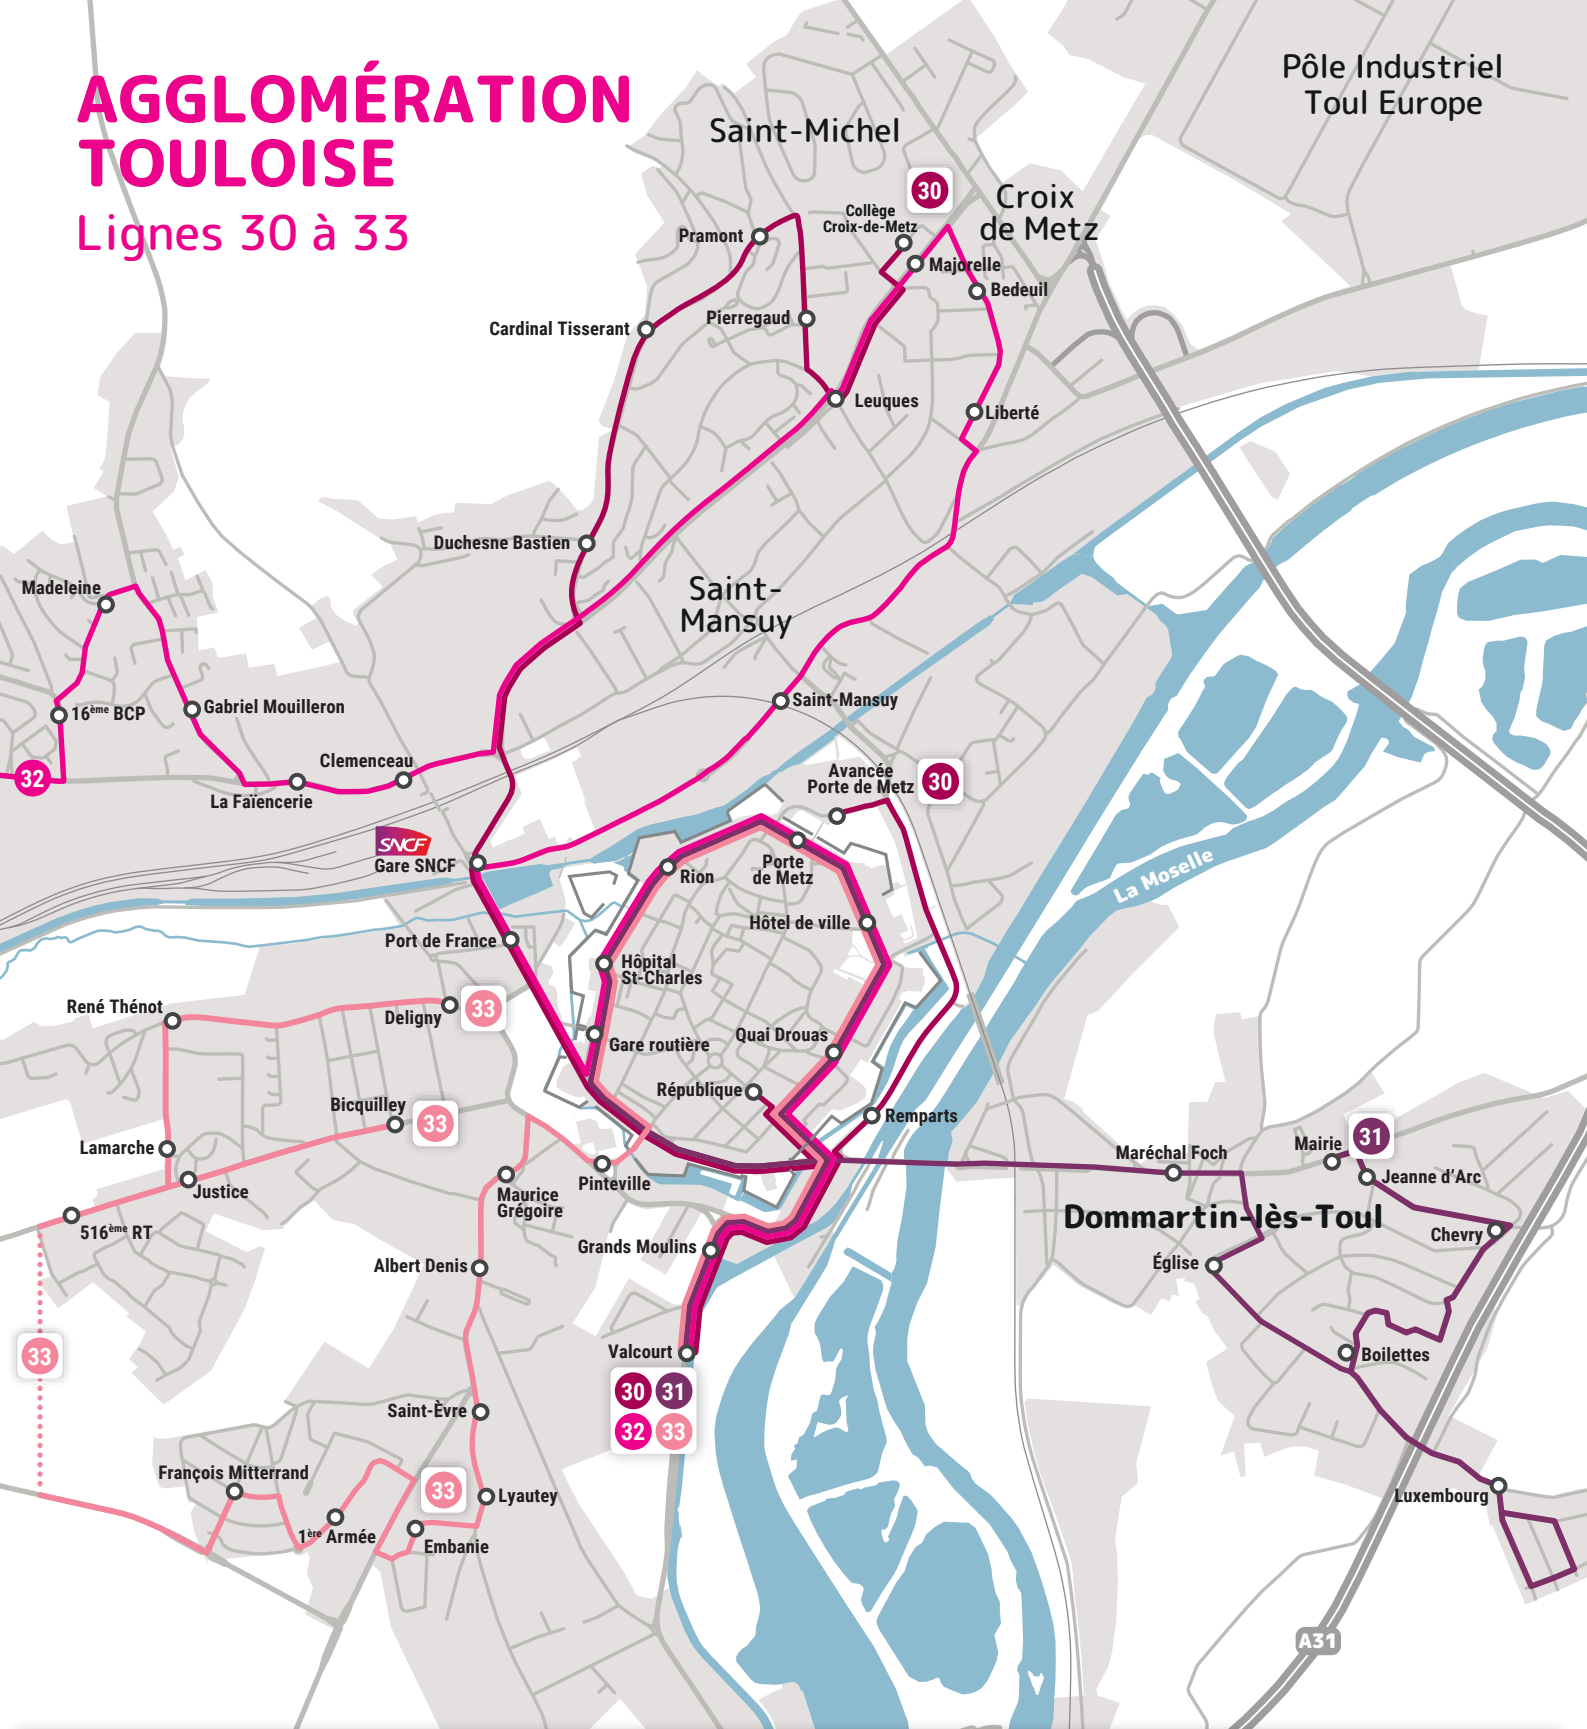 AGGLOMÉRATION
TOULOISE
Lignes 30 à 33
Pôle Industriel
Toul Europe
Saint-Michel
30
Croix
de Metz
Collège
Croix-de-Metz
Pramont
Majorelle
Bedeuil
Pierregaud
Cardinal Tisserant
Leuques
Liberté
Duchesne Bastien
Saint-
Mansuy
Madeleine
16ème BCP
Gabriel Mouilleron
Saint-Mansuy
Clemenceau
32
La Faïencerie
Avancée
Porte de Metz
30
SNCF
Gare SNCF
Rion
Porte
de Metz
La Moselle
Hôtel de ville
Port de France
Hôpital
St-Charles
René Thénot
Deligny
33
Gare routière
Quai Drouas
République
Bicquilley
33
Remparts
Lamarche
Justice
Maréchal Foch
Mairie
31
Jeanne d'Arc
Pinteville
Maurice
Grégoire
516ème RT
Dommartin-lès-Toul
Chevry
Grands Moulins
Albert Denis
Église
33
Valcourt
Boilettes
30
31
32
33
Saint-Èvre
François Mitterrand
33
Lyautey
Luxembourg
1ère Armée
Embanie
A31